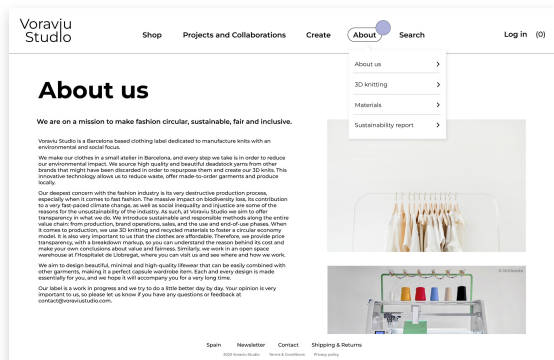 Voraviu
Studio
Shop Projects and Collaborations Create About Search Log in (0)
About us
3D knitting
Materials
Sustainability report
About us
We are on a mission to make fashion circular, sustainable, fair and inclusive.
Voraviu Studio is a Barcelona based clothing label dedicated to manufacture knits with an
environmental and social focus.
We make our clothes in a small atelier in Barcelona, and every step we take is in order to reduce
our environmental impact. We source high quality and beautiful deadstock yarns from other
brands that might have been discarded in order to repurpose them and create our 3D knits. This
innovative technology allows us to reduce waste, offer made-to-order garments and produce
locally.
Our deepest concern with the fashion industry is its very destructive production process,
especially when it comes to fast fashion. The massive impact on biodiversity loss, its contribution
to a very fast-paced climate change, as well as social inequality and injustice are some of the
reasons for the unsustainability of the industry. As such, at Voraviu Studio we aim to offer
transparency in what we do. We introduce sustainable and responsible methods along the entire
value chain: from production, brand operations, sales, and the use and end-of-use phases. When
it comes to production, we use 3D knitting and recycled materials to foster a circular economy
model. It is also very important to us that the clothes are affordable. Therefore, we provide price
transparency, with a breakdown markup, so you can understand the reason behind its cost and
make your own conclusions about value and fairness. Similarly, we work in an open space
warehouse at l'Hospitalet de Llobregat, where you can visit us and see where and how we work.
We aim to design beautiful, minimal and high-quality lifewear that can be easily combined with
other garments, making it a perfect capsule wardrobe item. Each and every design is made
essentially for you, and we hope it will accompany you for a very long time.
Our label is a work in progress and we try to do a little better day by day. Your opinion is very
important to us, so please let us know if you have any questions or feedback at
contact@voraviustudio.com.
Spain Newsletter Contact Shipping & Returns
2023 Voraviu Studio Terms & Conditions Privacy policy